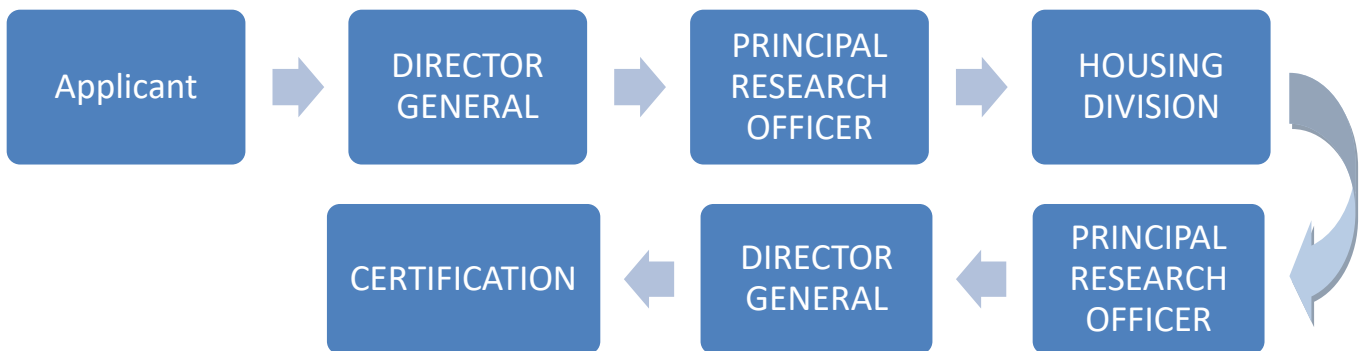 Applicant
DIRECTOR
GENERAL
PRINCIPAL
RESEARCH
OFFICER
HOUSING
DIVISION
PRINCIPAL
RESEARCH
OFFICER
DIRECTOR
GENERAL
CERTIFICATION